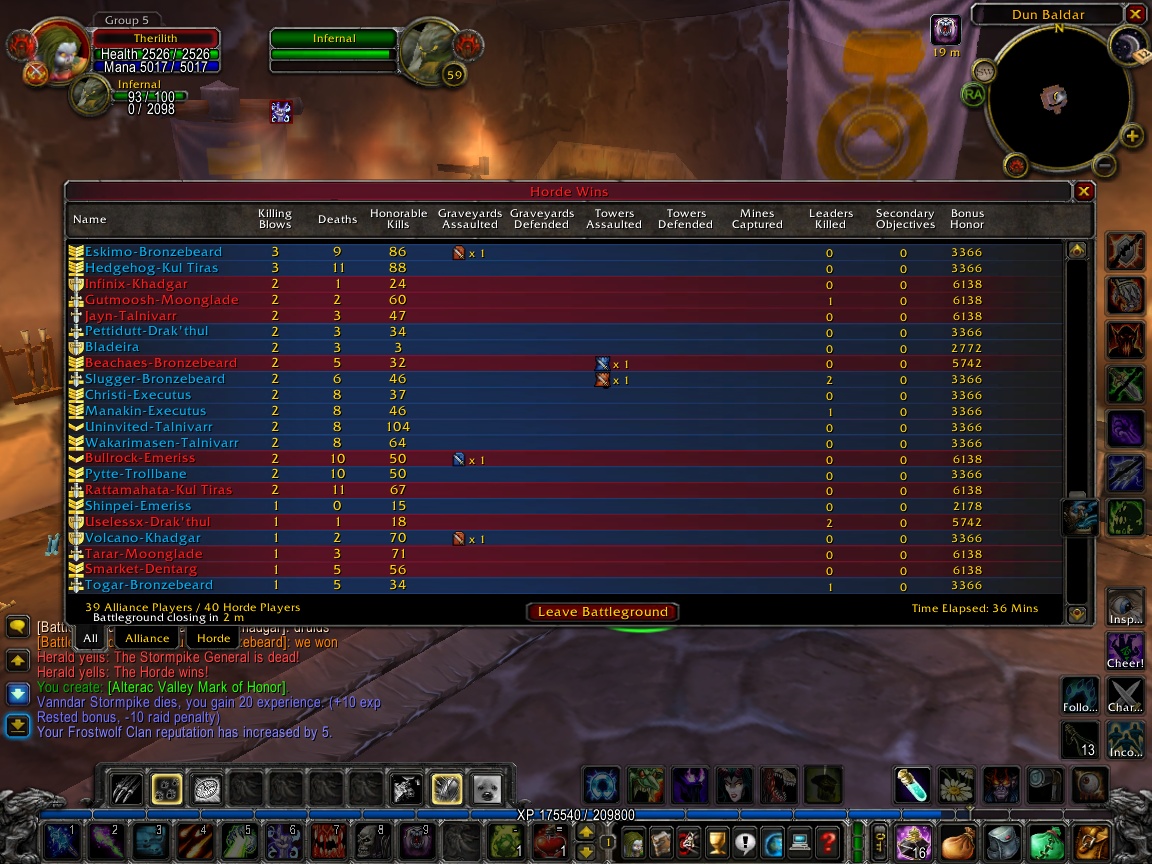 Group 5
Therilith
Health 2526 / 2526
Mana 5017 / 5017
Infernal
93 / 100
0 / 2098
Infernal
59
19 m
Dun Baldar
N
RA
Horde Wins
Name Killing Blows Deaths Honorable Kills Graveyards Assaulted Graveyards Defended Towers Assaulted Towers Defended Mines Captured Leaders Killed Secondary Objectives Bonus Honor
Eskimo-Bronzebeard 3 9 86 x 1 0 0 3366
Hedgehog-Kul Tiras 3 11 88 0 0 3366
Infinix-Khadgar 2 1 24 0 0 6138
Gutmoosh-Moonglade 2 2 60 1 0 6138
Jayn-Talnivarr 2 3 47 0 0 6138
Pettidutt-Drak'thul 2 3 34 0 0 3366
Bladeira 2 3 3 0 0 2772
Beachaes-Bronzebeard 2 5 32 x 1 0 0 5742
Slugger-Bronzebeard 2 6 46 x 1 2 0 3366
Christi-Executus 2 8 37 0 0 3366
Manakin-Executus 2 8 46 1 0 3366
Uninvited-Talnivarr 2 8 104 0 0 3366
Wakarimasen-Talnivarr 2 8 64 0 0 3366
Bullrock-Emeriss 2 10 50 x 1 0 0 6138
Pytte-Trollbane 2 10 50 0 0 3366
Rattamahata-Kul Tiras 2 11 67 0 0 6138
Shinpei-Emeriss 1 0 15 0 0 2178
Uselessx-Drak'thul 1 1 18 2 0 5742
Volcano-Khadgar 1 2 70 x 1 0 0 3366
Tarar-Moonglade 1 3 71 0 0 6138
Smarket-Dentarg 1 5 56 0 0 6138
Togar-Bronzebeard 1 5 34 1 0 3366
39 Alliance Players / 40 Horde Players
Battleground closing in 2 m
Leave Battleground
Time Elapsed: 36 Mins
All Alliance Horde
druids
we won
Herald yells: The Stormpike General is dead!
Herald yells: The Horde wins!
You create: [Alterac Valley Mark of Honor].
Vanndar Stormpike dies, you gain 20 experience. (+10 exp
Rested bonus, -10 raid penalty)
Your Frostwolf Clan reputation has increased by 5.
Insp...
Cheer!
Follo... Char...
13 Inco...
XP 175540 / 209800
1 2 3 4 5 6 7 8 9 - =
1 1 1 16